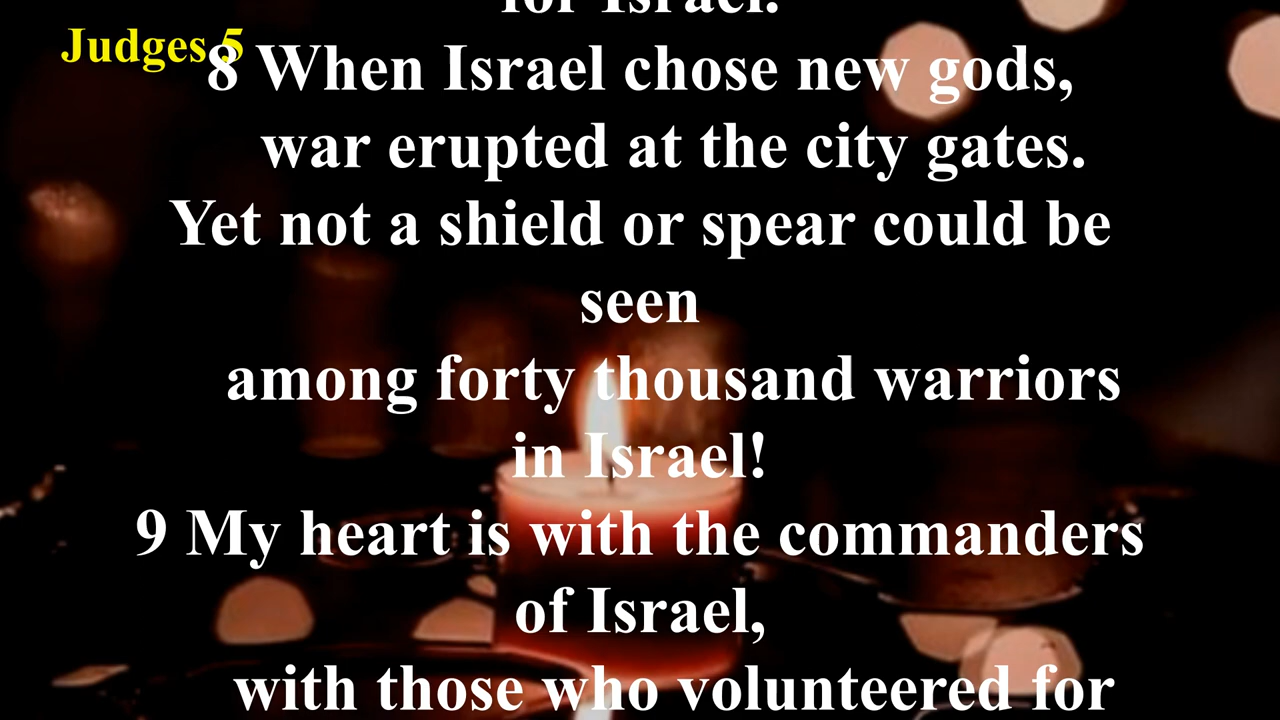 for Israel.
Judges 5
8 When Israel chose new gods,
war erupted at the city gates.
Yet not a shield or spear could be
seen
among forty thousand warriors
in Israel!
9 My heart is with the commanders
of Israel,
with those who volunteered for